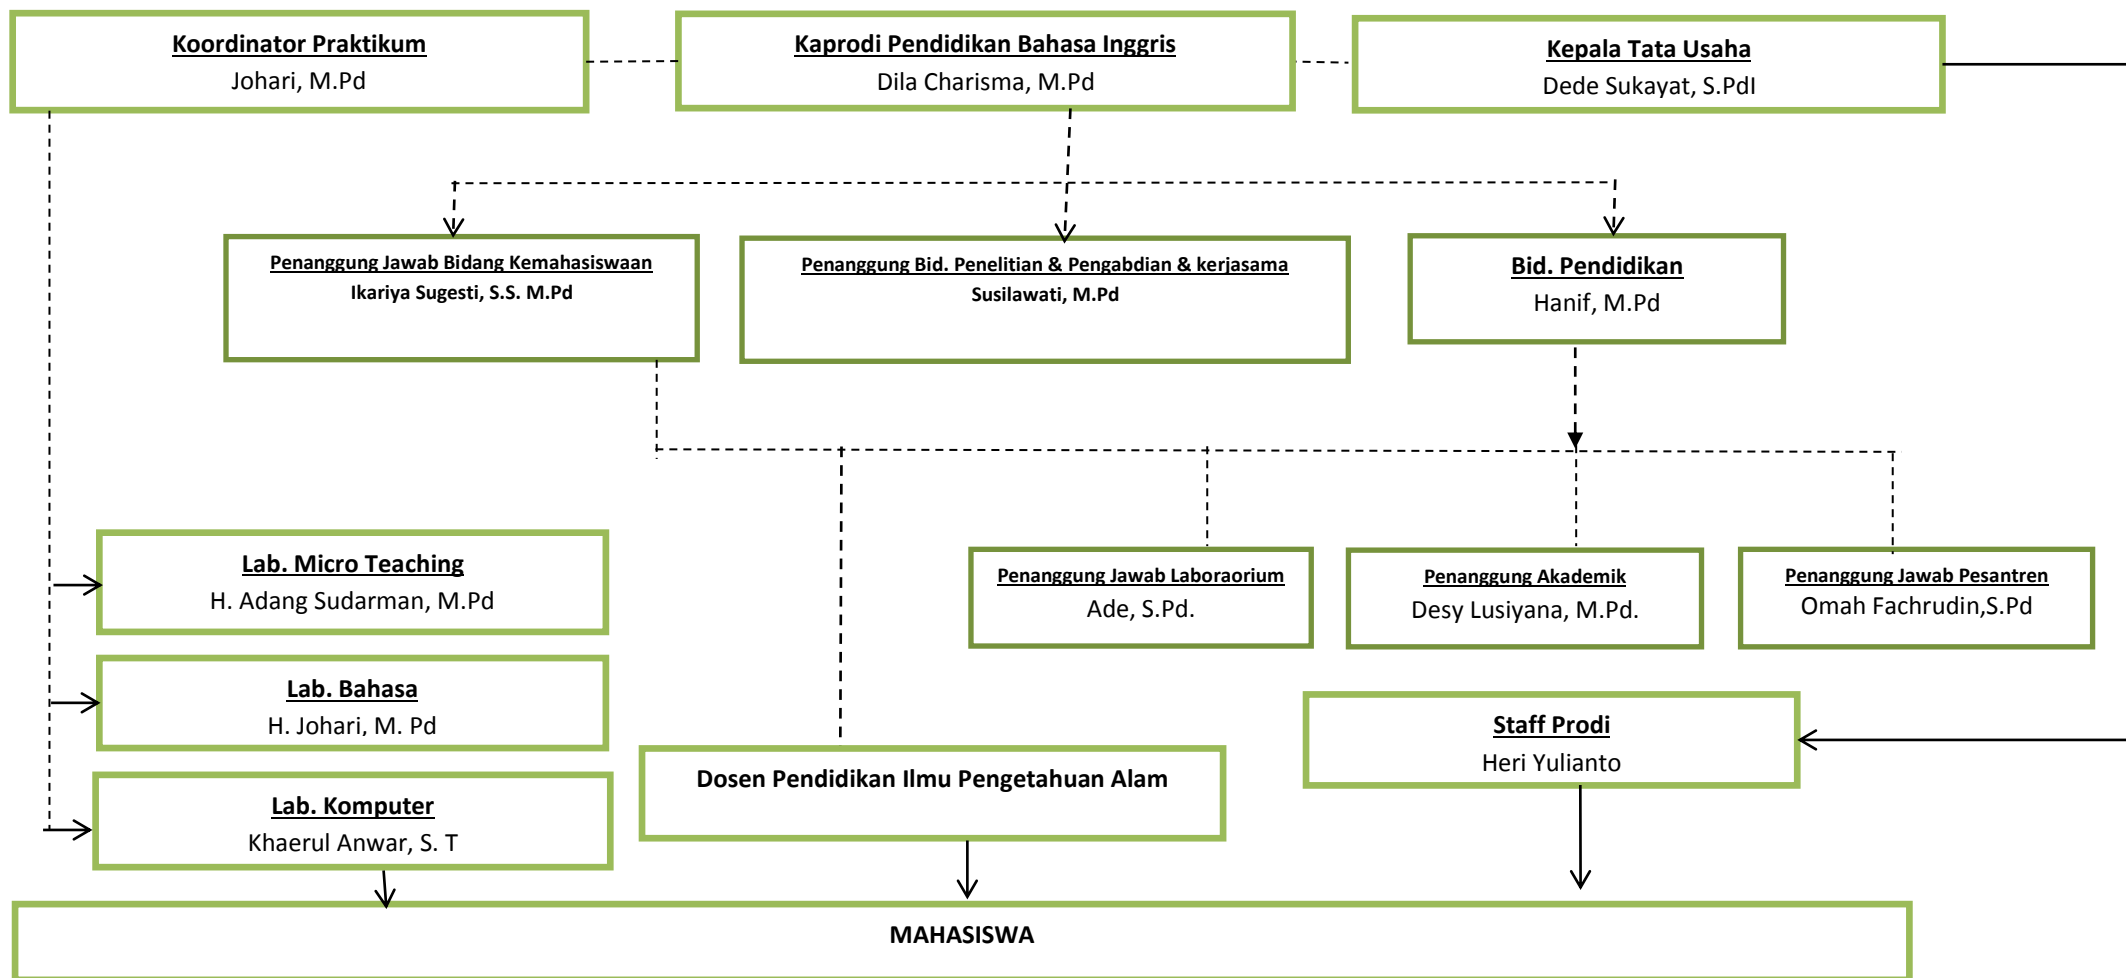 Koordinator Praktikum
Johari, M.Pd
Kaprodi Pendidikan Bahasa Inggris
Dila Charisma, M.Pd
Kepala Tata Usaha
Dede Sukayat, S.PdI
Penanggung Jawab Bidang Kemahasiswaan
Ikariya Sugesti, S.S. M.Pd
Penanggung Bid. Penelitian & Pengabdian & kerjasama
Susilawati, M.Pd
Bid. Pendidikan
Hanif, M.Pd
Lab. Micro Teaching
H. Adang Sudarman, M.Pd
Penanggung Jawab Laboraorium
Ade, S.Pd.
Penanggung Akademik
Desy Lusiyana, M.Pd.
Penanggung Jawab Pesantren
Omah Fachrudin,S.Pd
Lab. Bahasa
H. Johari, M. Pd
Staff Prodi
Heri Yulianto
Dosen Pendidikan Ilmu Pengetahuan Alam
Lab. Komputer
Khaerul Anwar, S. T
MAHASISWA